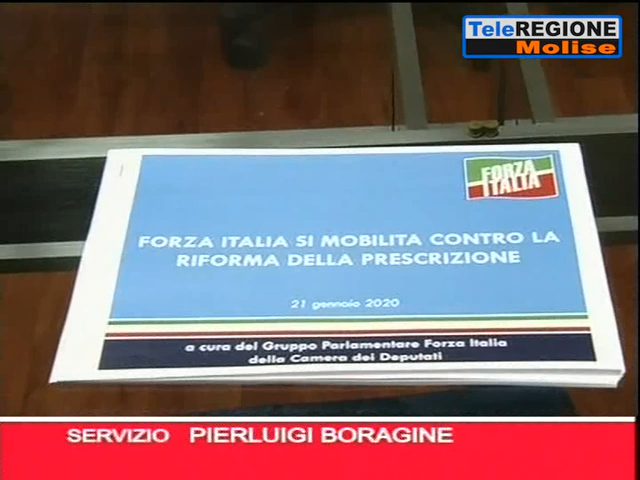 TeleREGIONE
Molise
FORZA
ITALIA
FORZA ITALIA SI MOBILITA CONTRO LA
RIFORMA DELLA PRESCRIZIONE
21 gennaio 2020
a cura del Gruppo Parlamentare Forza Italia
della Camera dei Deputati
SERVIZIO PIERLUIGI BORAGINE